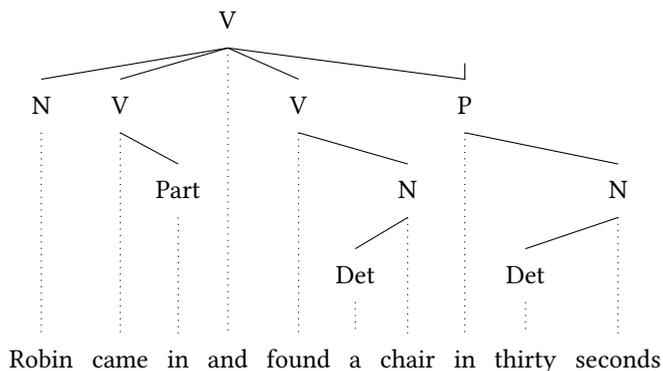 V
N V V P
Part N N
Det Det
Robin came in and found a chair in thirty seconds